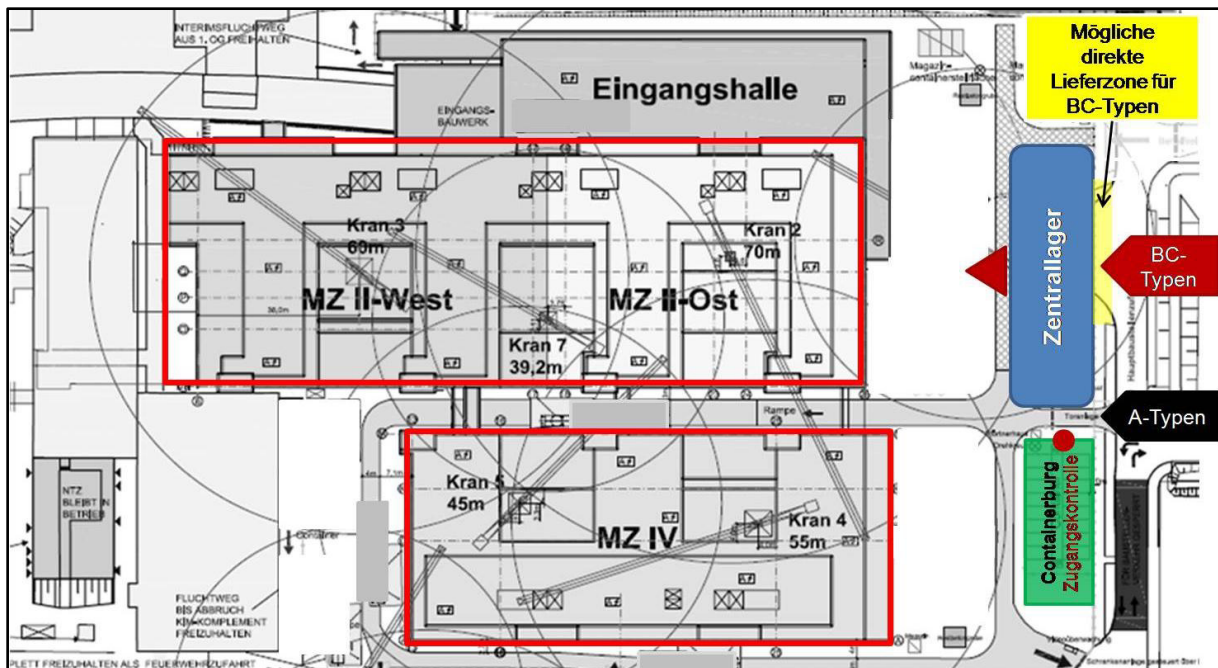 INTERIMSFLUCHTWEG
AUS 1. OG FREIHALTEN
Mögliche
direkte
Lieferzone für
BC-Typen
Eingangshalle
EINGANGS-
BAUWERK
Kran 3
60m
Kran 2
70m
MZ II-West
MZ II-Ost
Kran 7
39,2m
Zentrallager
BC-
Typen
Rampe
A-Typen
Kran 5
45m
Kran 4
55m
MZ IV
Containerburg
Zugangskontrolle
NTZ
BLEIBT IN
BETRIEB
Container
FLUCHTWEG
BIS ABBRUCH
KIM-KOMPLEMENT
FREIZUHALTEN
PLETT FREIZUHALTEN ALS FEUERWEHRZUFAHRT